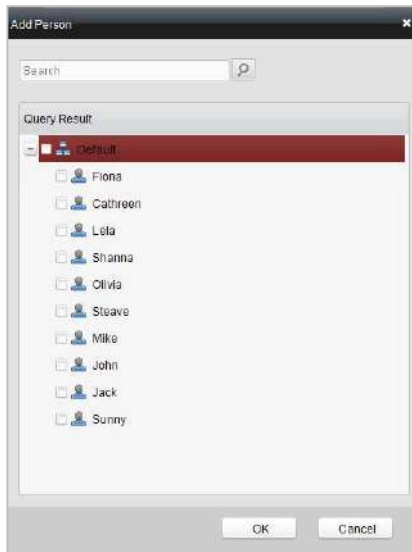 Add Person
Search
Query Result
Default
Fiona
Cathreen
Lela
Shanna
Olivia
Steave
Mike
John
Jack
Sunny
OK
Cancel